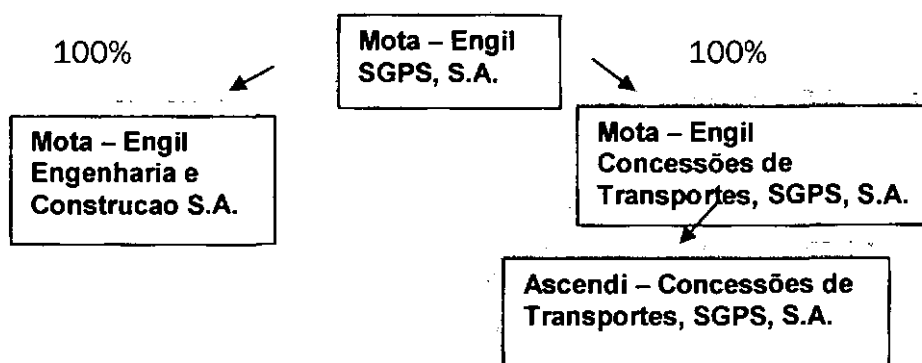 100%
Mota – Engil
SGPS, S.A.
100%
Mota – Engil
Engenharia e
Construcao S.A.
Mota – Engil
Concessões de
Transportes, SGPS, S.A.
Ascendi – Concessões de
Transportes, SGPS, S.A.